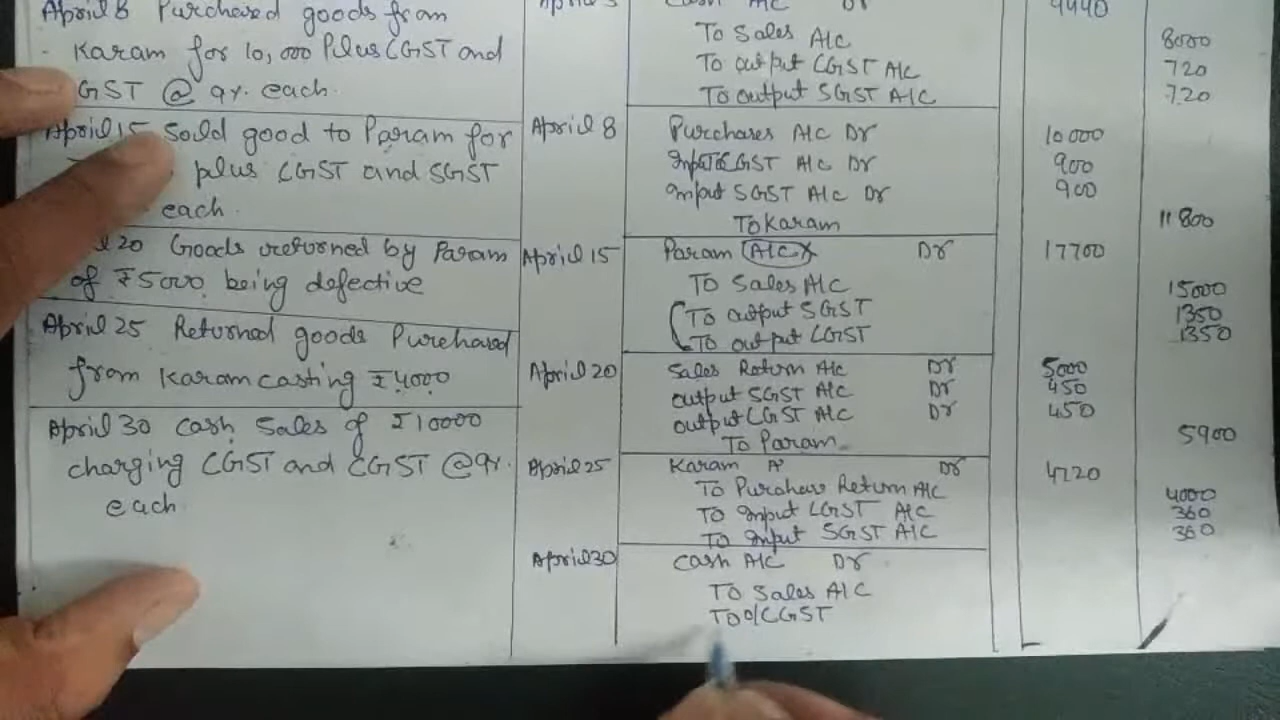 April 8 Purchased goods from
Karam for 10,000 Plus CGST and
GST @ 9%. each.
April 15 Sold good to Param for
plus CGST and SGST
each.
20 Goods returned by Param
of ₹5000 being defective
April 25 Returned goods Purchased
from Karam casting ₹4000
April 30 cash Sales of ₹10000
charging CGST and CGST @9%.
each
Cash A/C Dr 9440
To Sales A/C 8000
To output CGST A/C 720
To output SGST A/C 720
April 8 Purchases A/C Dr 10000
Input CGST A/C Dr 900
Input SGST A/C Dr 900
To Karam 11800
April 15 Param A/C Dr 17700
To Sales A/C 15000
To output SGST 1350
To output CGST 1350
April 20 Sales Return A/C Dr 5000
output SGST A/C Dr 450
output CGST A/C Dr 450
To Param 5900
April 25 Karam Dr 4720
To Purchase Return A/C 4000
To Input CGST A/C 360
To Input SGST A/C 360
April 30 Cash A/C Dr
To Sales A/C
To O/CGST